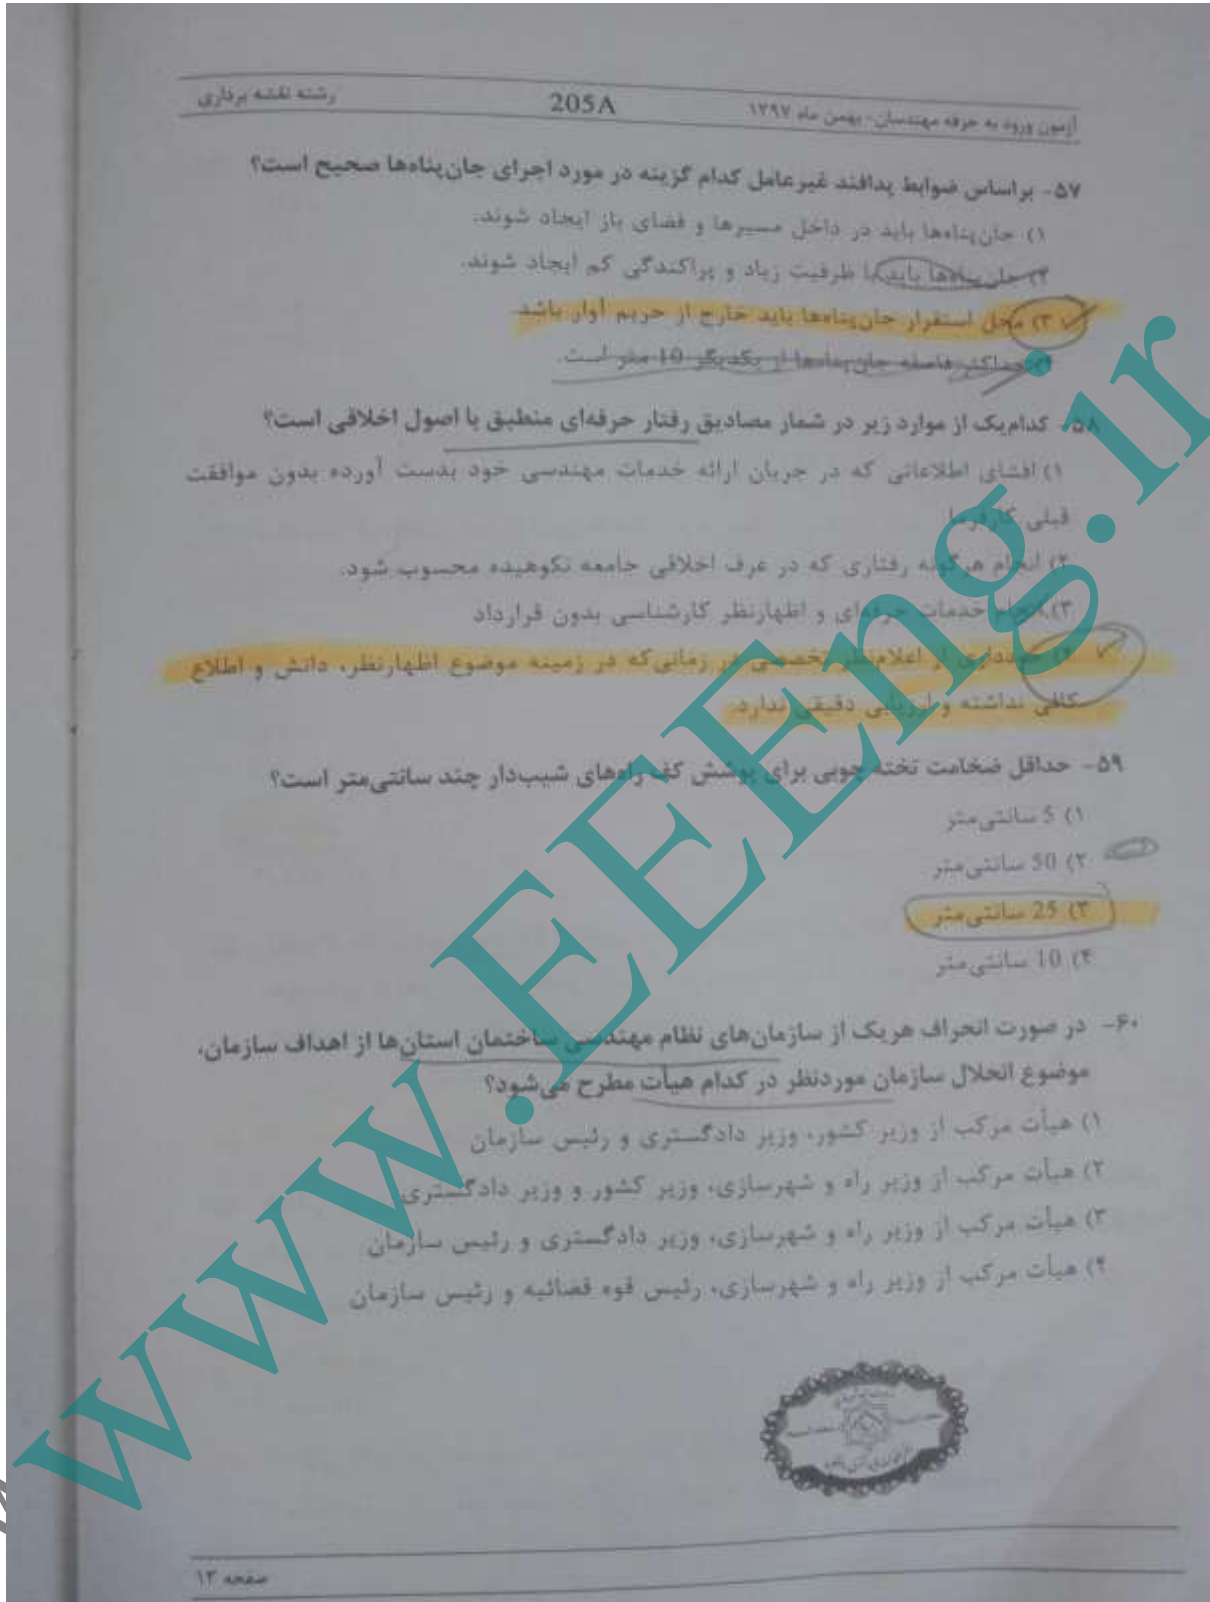 آزمون ورود به حرفه مهندسان - بهمن ماه ۱۳۹۷ 205A رشته نقشه برداری
۵۷- براساس ضوابط پدافند غیرعامل کدام گزینه در مورد اجرای جان‌پناه‌ها صحیح است؟
۱) جان‌پناه‌ها باید در داخل مسیرها و فضای باز ایجاد شوند.
۲) جان‌پناه‌ها باید با ظرفیت زیاد و پراکندگی کم ایجاد شوند.
۳) محل استقرار جان‌پناه‌ها باید خارج از حریم آوار باشد.
۴) حداکثر فاصله جان‌پناه‌ها از یکدیگر 10 متر است.
۵۸- کدام‌یک از موارد زیر در شمار مصادیق رفتار حرفه‌ای منطبق با اصول اخلاقی است؟
۱) افشای اطلاعاتی که در جریان ارائه خدمات مهندسی خود بدست آورده بدون موافقت
قبلی کارفرما.
۲) انجام هرگونه رفتاری که در عرف اخلاقی جامعه نکوهیده محسوب شود.
۳) انجام خدمات حرفه‌ای و اظهارنظر کارشناسی بدون قرارداد
۴) خودداری از اعلام‌نظر تخصصی در زمانی‌که در زمینه موضوع اظهارنظر، دانش و اطلاع
کافی نداشته و ارزیابی دقیقی ندارد.
۵۹- حداقل ضخامت تخته چوبی برای پوشش کف راه‌های شیب‌دار چند سانتی‌متر است؟
۱) 5 سانتی‌متر
۲) 50 سانتی‌متر
۳) 25 سانتی‌متر
۴) 10 سانتی‌متر
۶۰- در صورت انحراف هریک از سازمان‌های نظام مهندسی ساختمان استان‌ها از اهداف سازمان،
موضوع انحلال سازمان موردنظر در کدام هیأت مطرح می‌شود؟
۱) هیأت مرکب از وزیر کشور، وزیر دادگستری و رئیس سازمان
۲) هیأت مرکب از وزیر راه و شهرسازی، وزیر کشور و وزیر دادگستری
۳) هیأت مرکب از وزیر راه و شهرسازی، وزیر دادگستری و رئیس سازمان
۴) هیأت مرکب از وزیر راه و شهرسازی، رئیس قوه قضائیه و رئیس سازمان
صفحه ۱۳
www.EEEng.ir